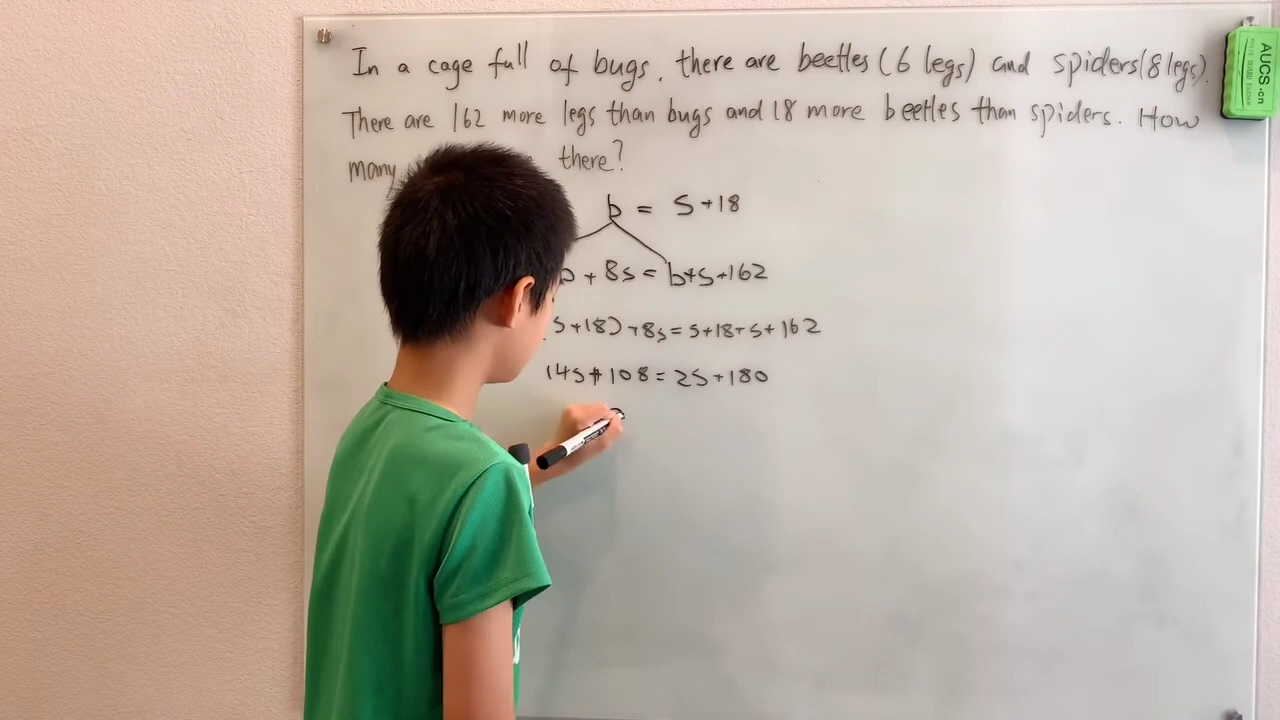 In a cage full of bugs, there are beetles (6 legs) and spiders (8 legs).
There are 162 more legs than bugs and 18 more beetles than spiders. How
many there?
b = S+18
+ 8s = b+s+162
s+18) +8s = s+18+s+162
14s+108 = 2s+180
AUCS.cn